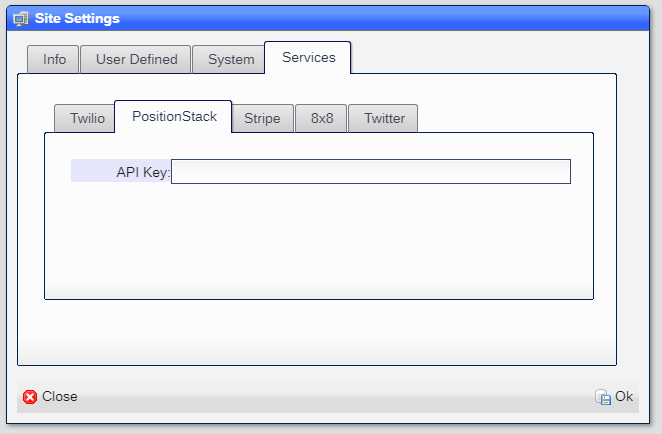 Site Settings
Info User Defined System Services
Twilio PositionStack Stripe 8x8 Twitter
API Key:
Close Ok